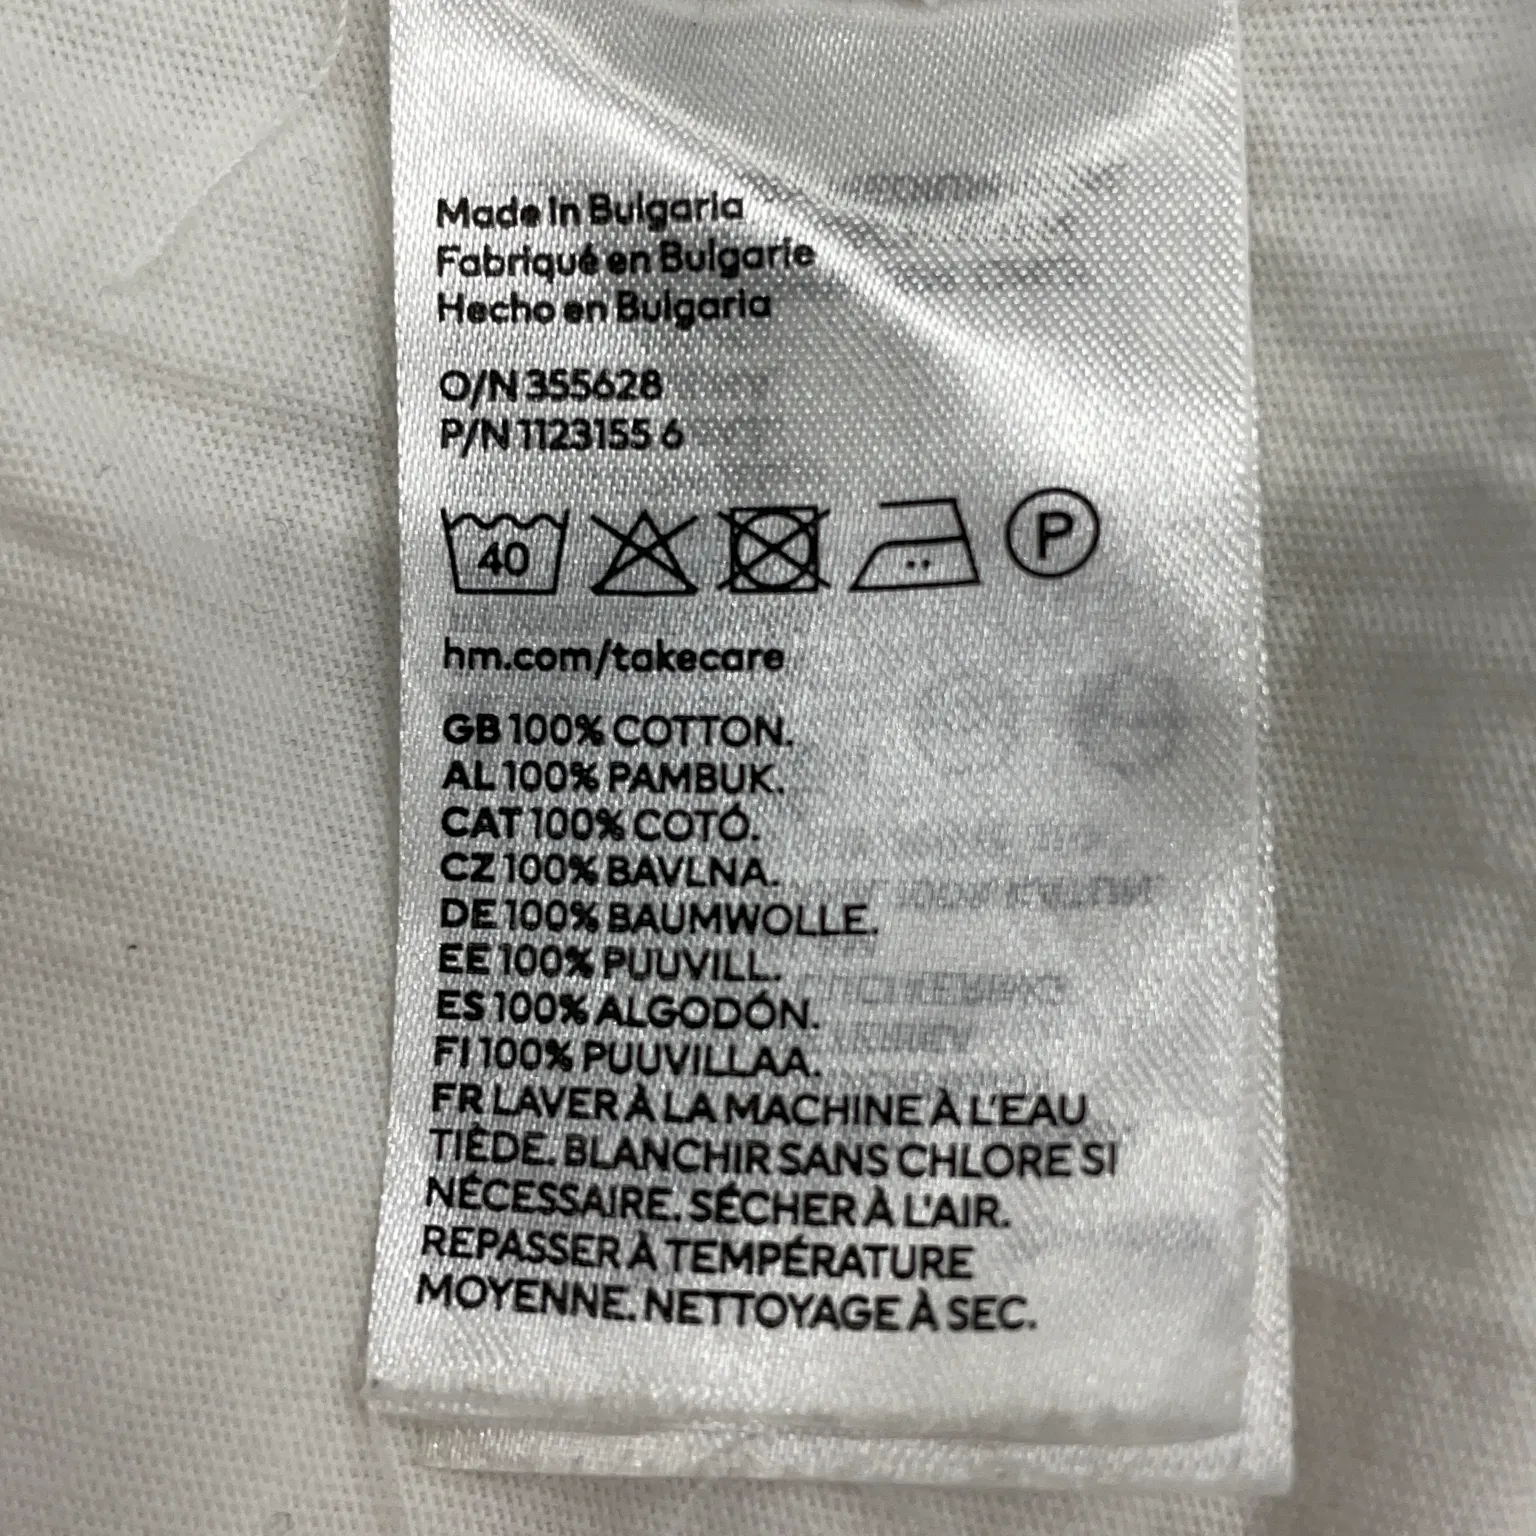 Made in Bulgaria
Fabriqué en Bulgarie
Hecho en Bulgaria
O/N 355628
P/N 1123155 6
40 P
hm.com/takecare
GB 100% COTTON.
AL 100% PAMBUK.
CAT 100% COTÓ.
CZ 100% BAVLNA.
DE 100% BAUMWOLLE.
EE 100% PUUVILL.
ES 100% ALGODÓN.
FI 100% PUUVILLAA.
FR LAVER À LA MACHINE À L'EAU
TIÈDE. BLANCHIR SANS CHLORE SI
NÉCESSAIRE. SÉCHER À L'AIR.
REPASSER À TEMPÉRATURE
MOYENNE. NETTOYAGE À SEC.